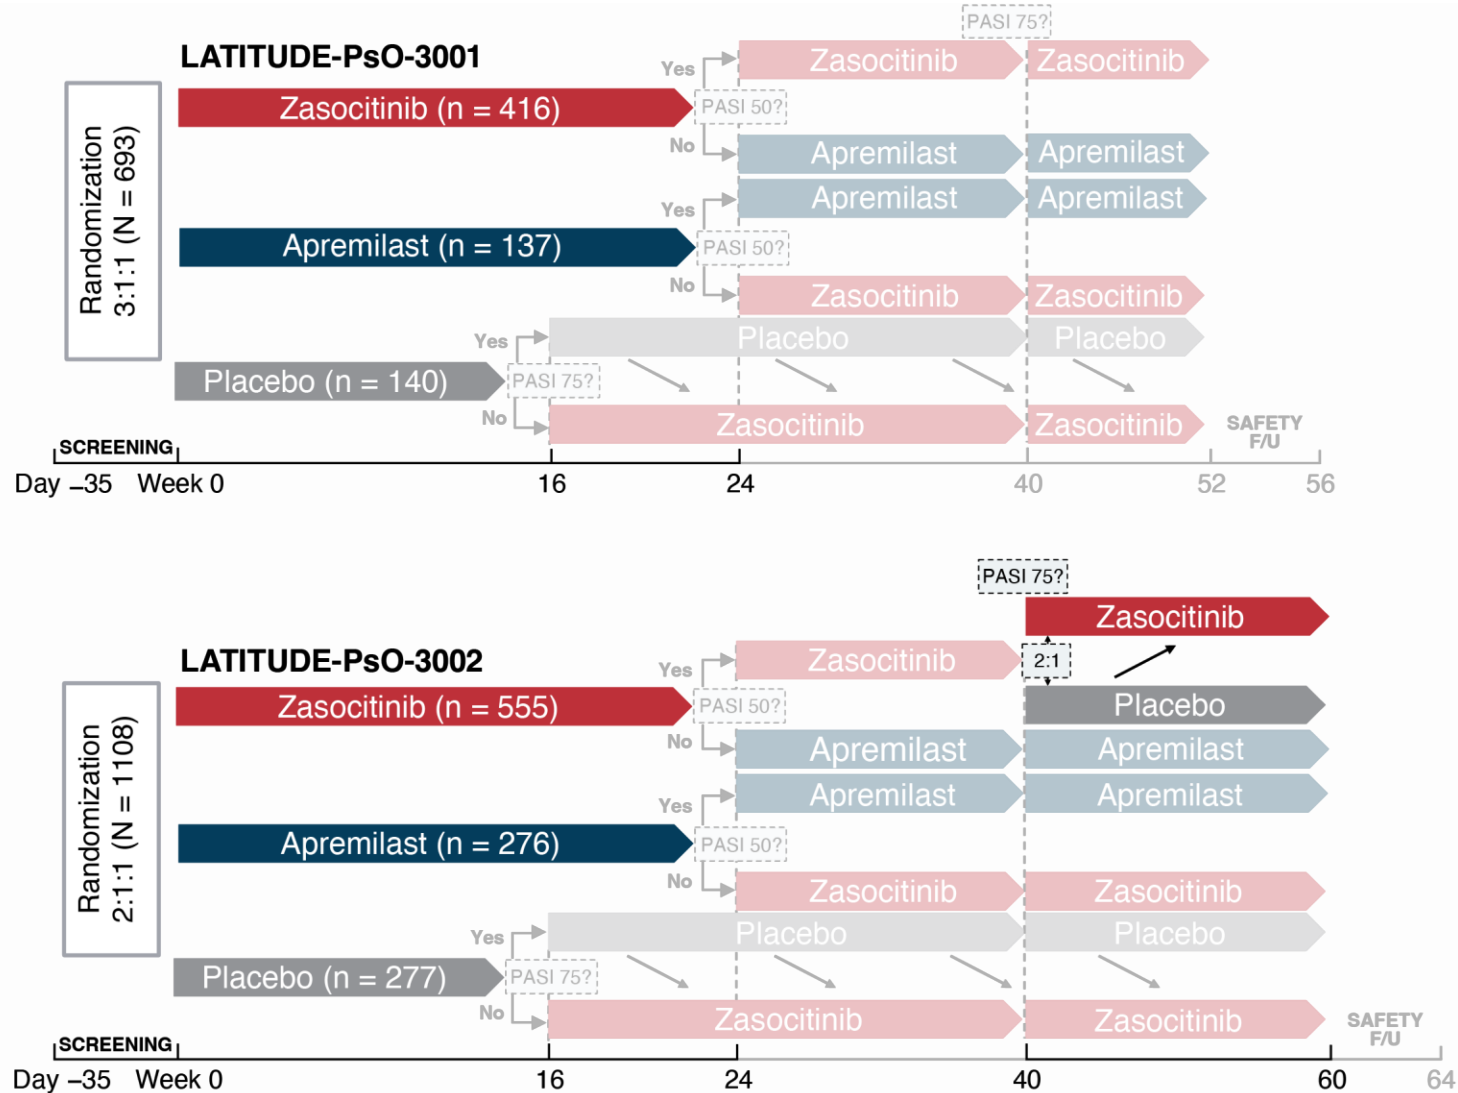 PASI 75?
LATITUDE-PsO-3001
Yes
Zasocitinib
Zasocitinib
Randomization
3:1:1 (N = 693)
Zasocitinib (n = 416)
PASI 50?
No
Apremilast
Apremilast
Yes
Apremilast
Apremilast
Apremilast (n = 137)
PASI 50?
No
Zasocitinib
Zasocitinib
Yes
Placebo
Placebo
Placebo (n = 140)
PASI 75?
No
Zasocitinib
Zasocitinib
SAFETY
F/U
SCREENING
Day –35 Week 0 16 24 40 52 56
PASI 75?
Zasocitinib
LATITUDE-PsO-3002
Yes
Zasocitinib
2:1
Randomization
2:1:1 (N = 1108)
Zasocitinib (n = 555)
PASI 50?
Placebo
No
Apremilast
Apremilast
Yes
Apremilast
Apremilast
Apremilast (n = 276)
PASI 50?
No
Zasocitinib
Zasocitinib
Yes
Placebo
Placebo
Placebo (n = 277)
PASI 75?
No
Zasocitinib
Zasocitinib
SAFETY
F/U
SCREENING
Day –35 Week 0 16 24 40 60 64